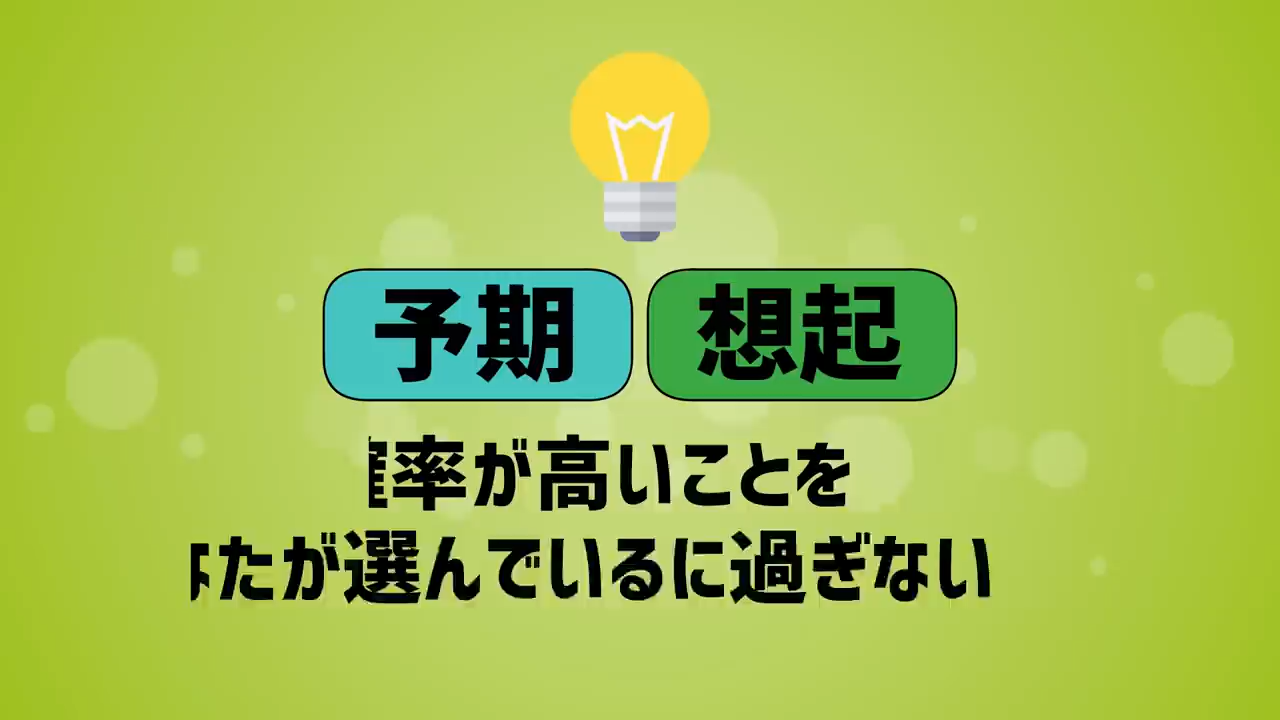 予期 想起
率が高いことを
たが選んでいるに過ぎない